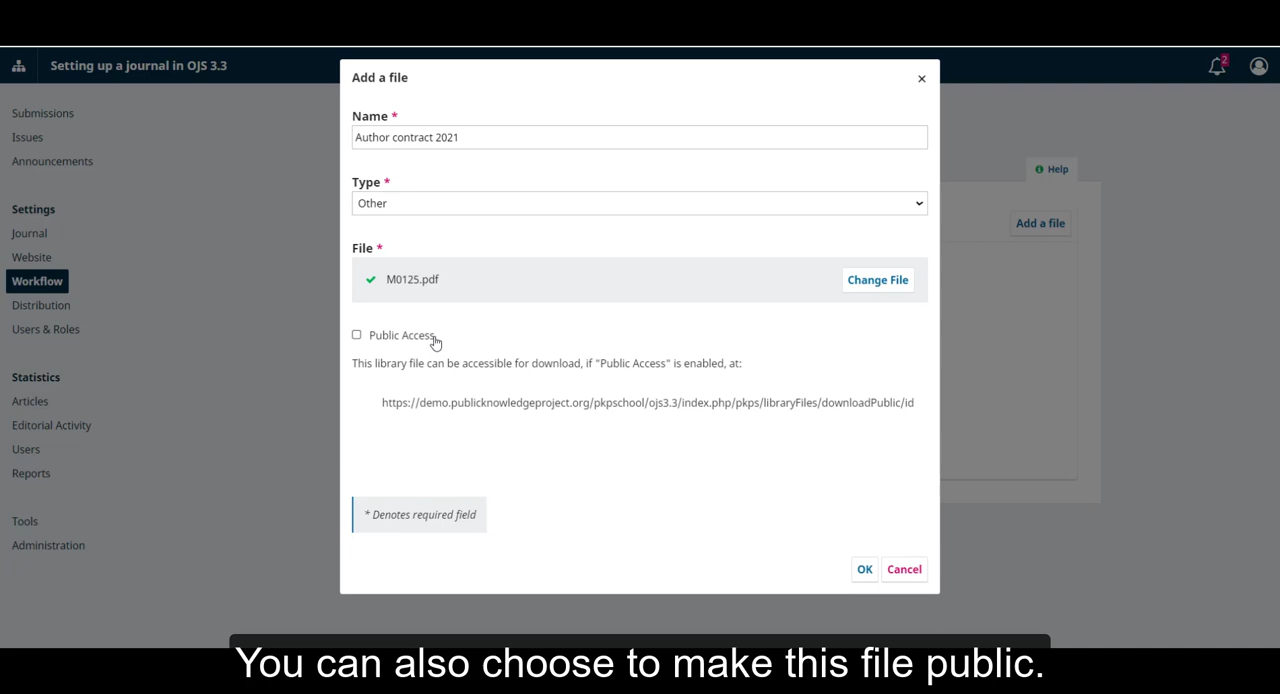 Setting up a journal in OJS 3.3
2
Submissions
Issues
Announcements
Settings
Journal
Website
Workflow
Distribution
Users & Roles
Statistics
Articles
Editorial Activity
Users
Reports
Tools
Administration
Add a file
×
Name *
Author contract 2021
Type *
Other
File *
M0125.pdf
Change File
Public Access
This library file can be accessible for download, if "Public Access" is enabled, at:
https://demo.publicknowledgeproject.org/pkpschool/ojs3.3/index.php/pkps/libraryFiles/downloadPublic/id
* Denotes required field
OK
Cancel
Help
Add a file
You can also choose to make this file public.